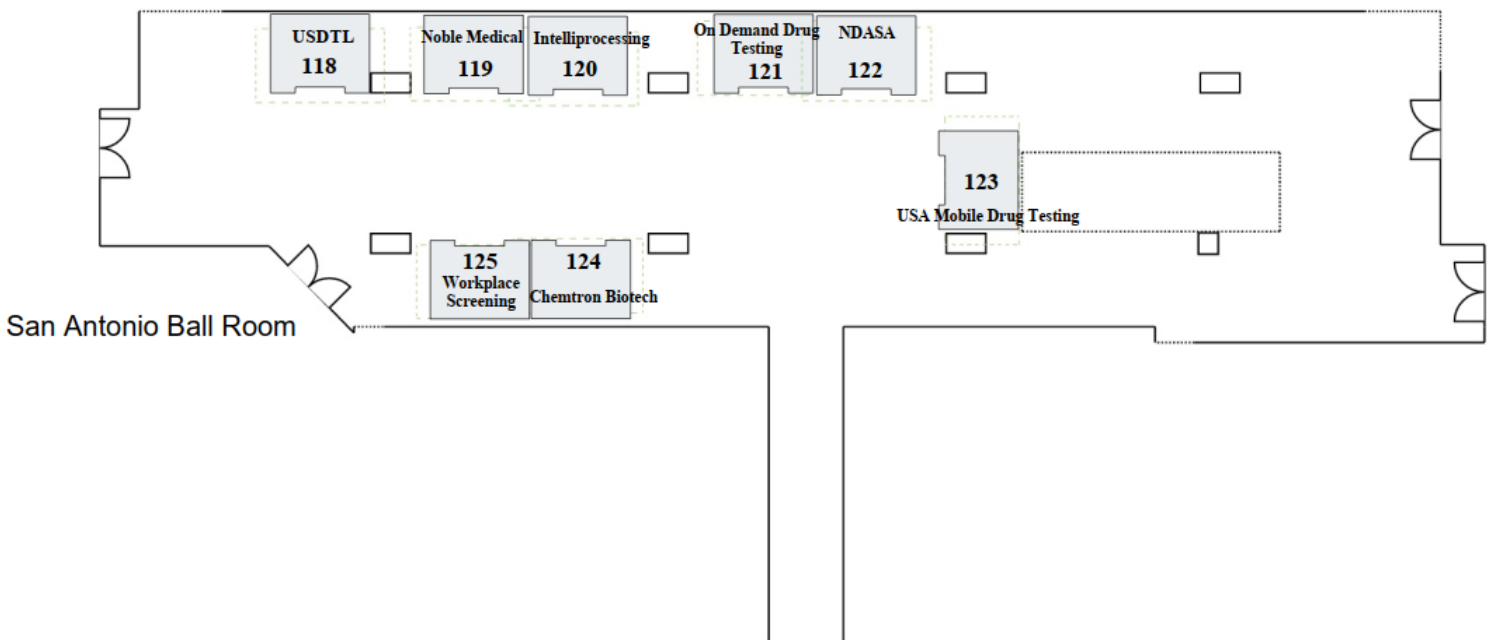 USDTL
118
Noble Medical
119
Intelliprocessing
120
On Demand Drug
Testing
121
NDASA
122
123
USA Mobile Drug Testing
125
Workplace
Screening
124
Chemtron Biotech
San Antonio Ball Room